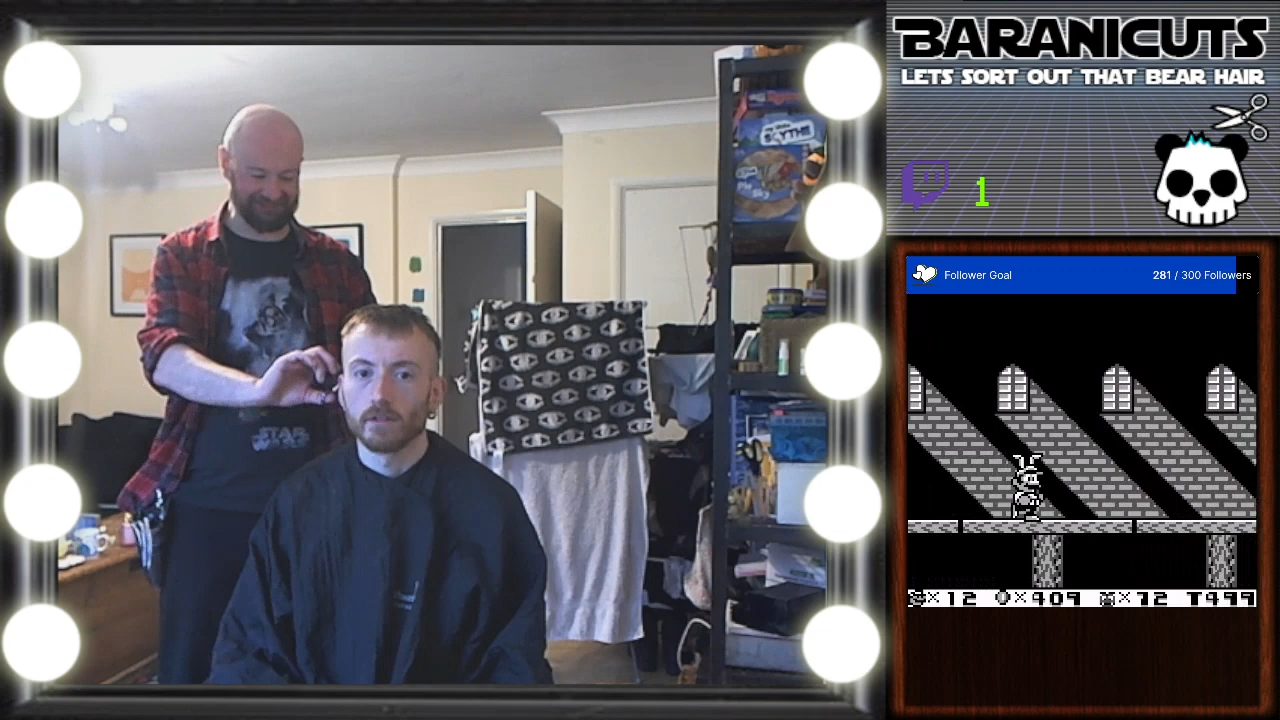 BARANICUTS
LETS SORT OUT THAT BEAR HAIR
1
Follower Goal
281 / 300 Followers
×12 ×409 ×72 T499
SCYTHE
STAR
WARS